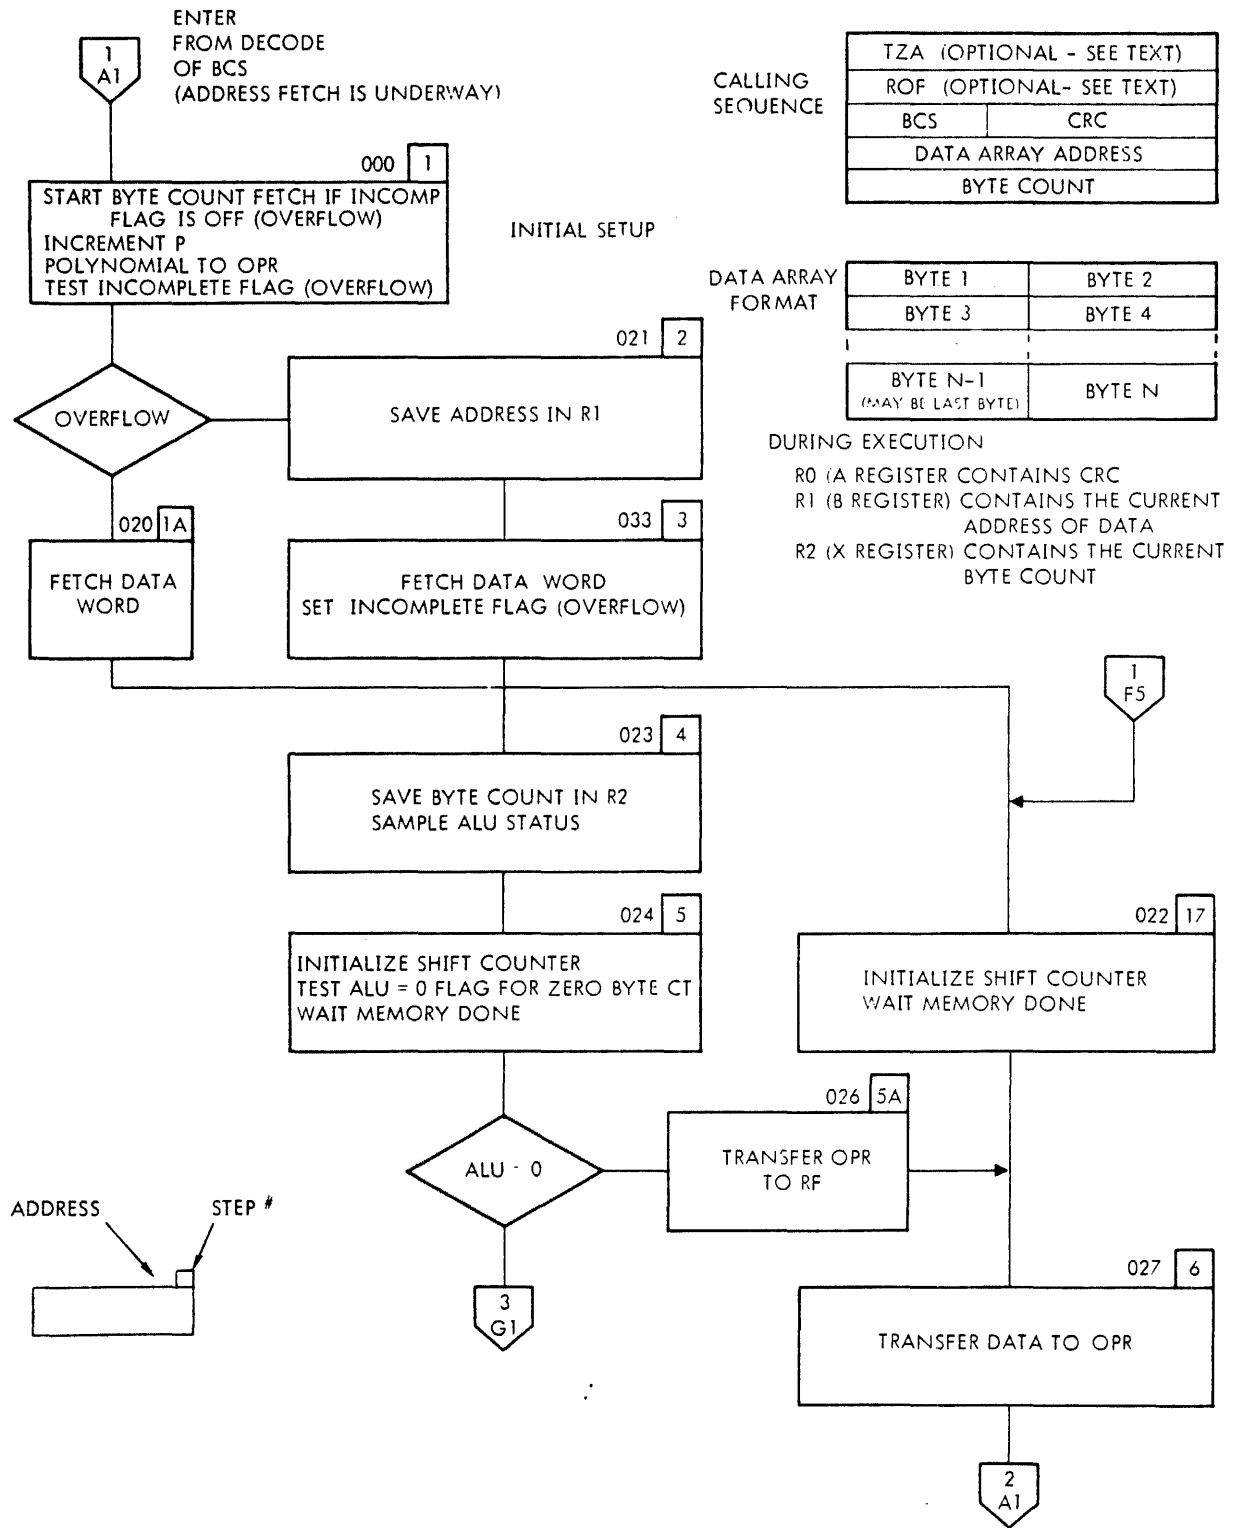 1
A1
ENTER
FROM DECODE
OF BCS
(ADDRESS FETCH IS UNDERWAY)
CALLING
SEQUENCE
TZA (OPTIONAL - SEE TEXT)
ROF (OPTIONAL- SEE TEXT)
BCS CRC
DATA ARRAY ADDRESS
BYTE COUNT
000 1
START BYTE COUNT FETCH IF INCOMP
FLAG IS OFF (OVERFLOW)
INCREMENT P
POLYNOMIAL TO OPR
TEST INCOMPLETE FLAG (OVERFLOW)
INITIAL SETUP
DATA ARRAY
FORMAT
BYTE 1 BYTE 2
BYTE 3 BYTE 4
BYTE N-1
(MAY BE LAST BYTE)
BYTE N
DURING EXECUTION
R0 (A REGISTER CONTAINS CRC
R1 (B REGISTER) CONTAINS THE CURRENT
ADDRESS OF DATA
R2 (X REGISTER) CONTAINS THE CURRENT
BYTE COUNT
OVERFLOW
021 2
SAVE ADDRESS IN R1
020 1A
FETCH DATA
WORD
033 3
FETCH DATA WORD
SET INCOMPLETE FLAG (OVERFLOW)
1
F5
023 4
SAVE BYTE COUNT IN R2
SAMPLE ALU STATUS
024 5
INITIALIZE SHIFT COUNTER
TEST ALU = 0 FLAG FOR ZERO BYTE CT
WAIT MEMORY DONE
022 17
INITIALIZE SHIFT COUNTER
WAIT MEMORY DONE
ALU - 0
026 5A
TRANSFER OPR
TO RF
ADDRESS STEP #
3
G1
027 6
TRANSFER DATA TO OPR
2
A1